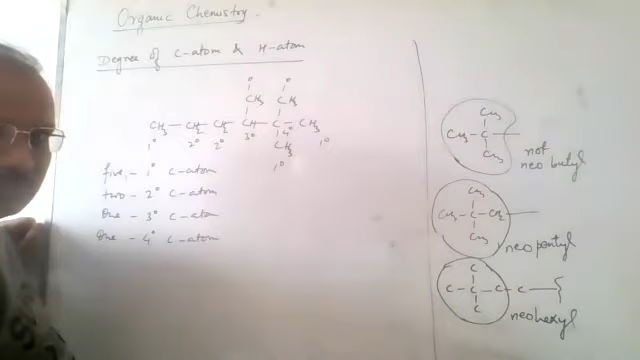 Organic Chemistry.
Degree of C-atom & H-atom
1° 1°
CH3 CH3
CH3 — CH2 — CH2 — CH — C — CH3
1° 2° 2° 3° 4° 1°
CH3
1°
five - 1° C-atom
two - 2° C-atom
One - 3° C-atom
One - 4° C-atom
CH3
CH3 — C —
CH3
not
neo butyl
CH3
CH3 — C — CH2 —
CH3
neopentyl
C
C — C — C — C —
C
neohexyl